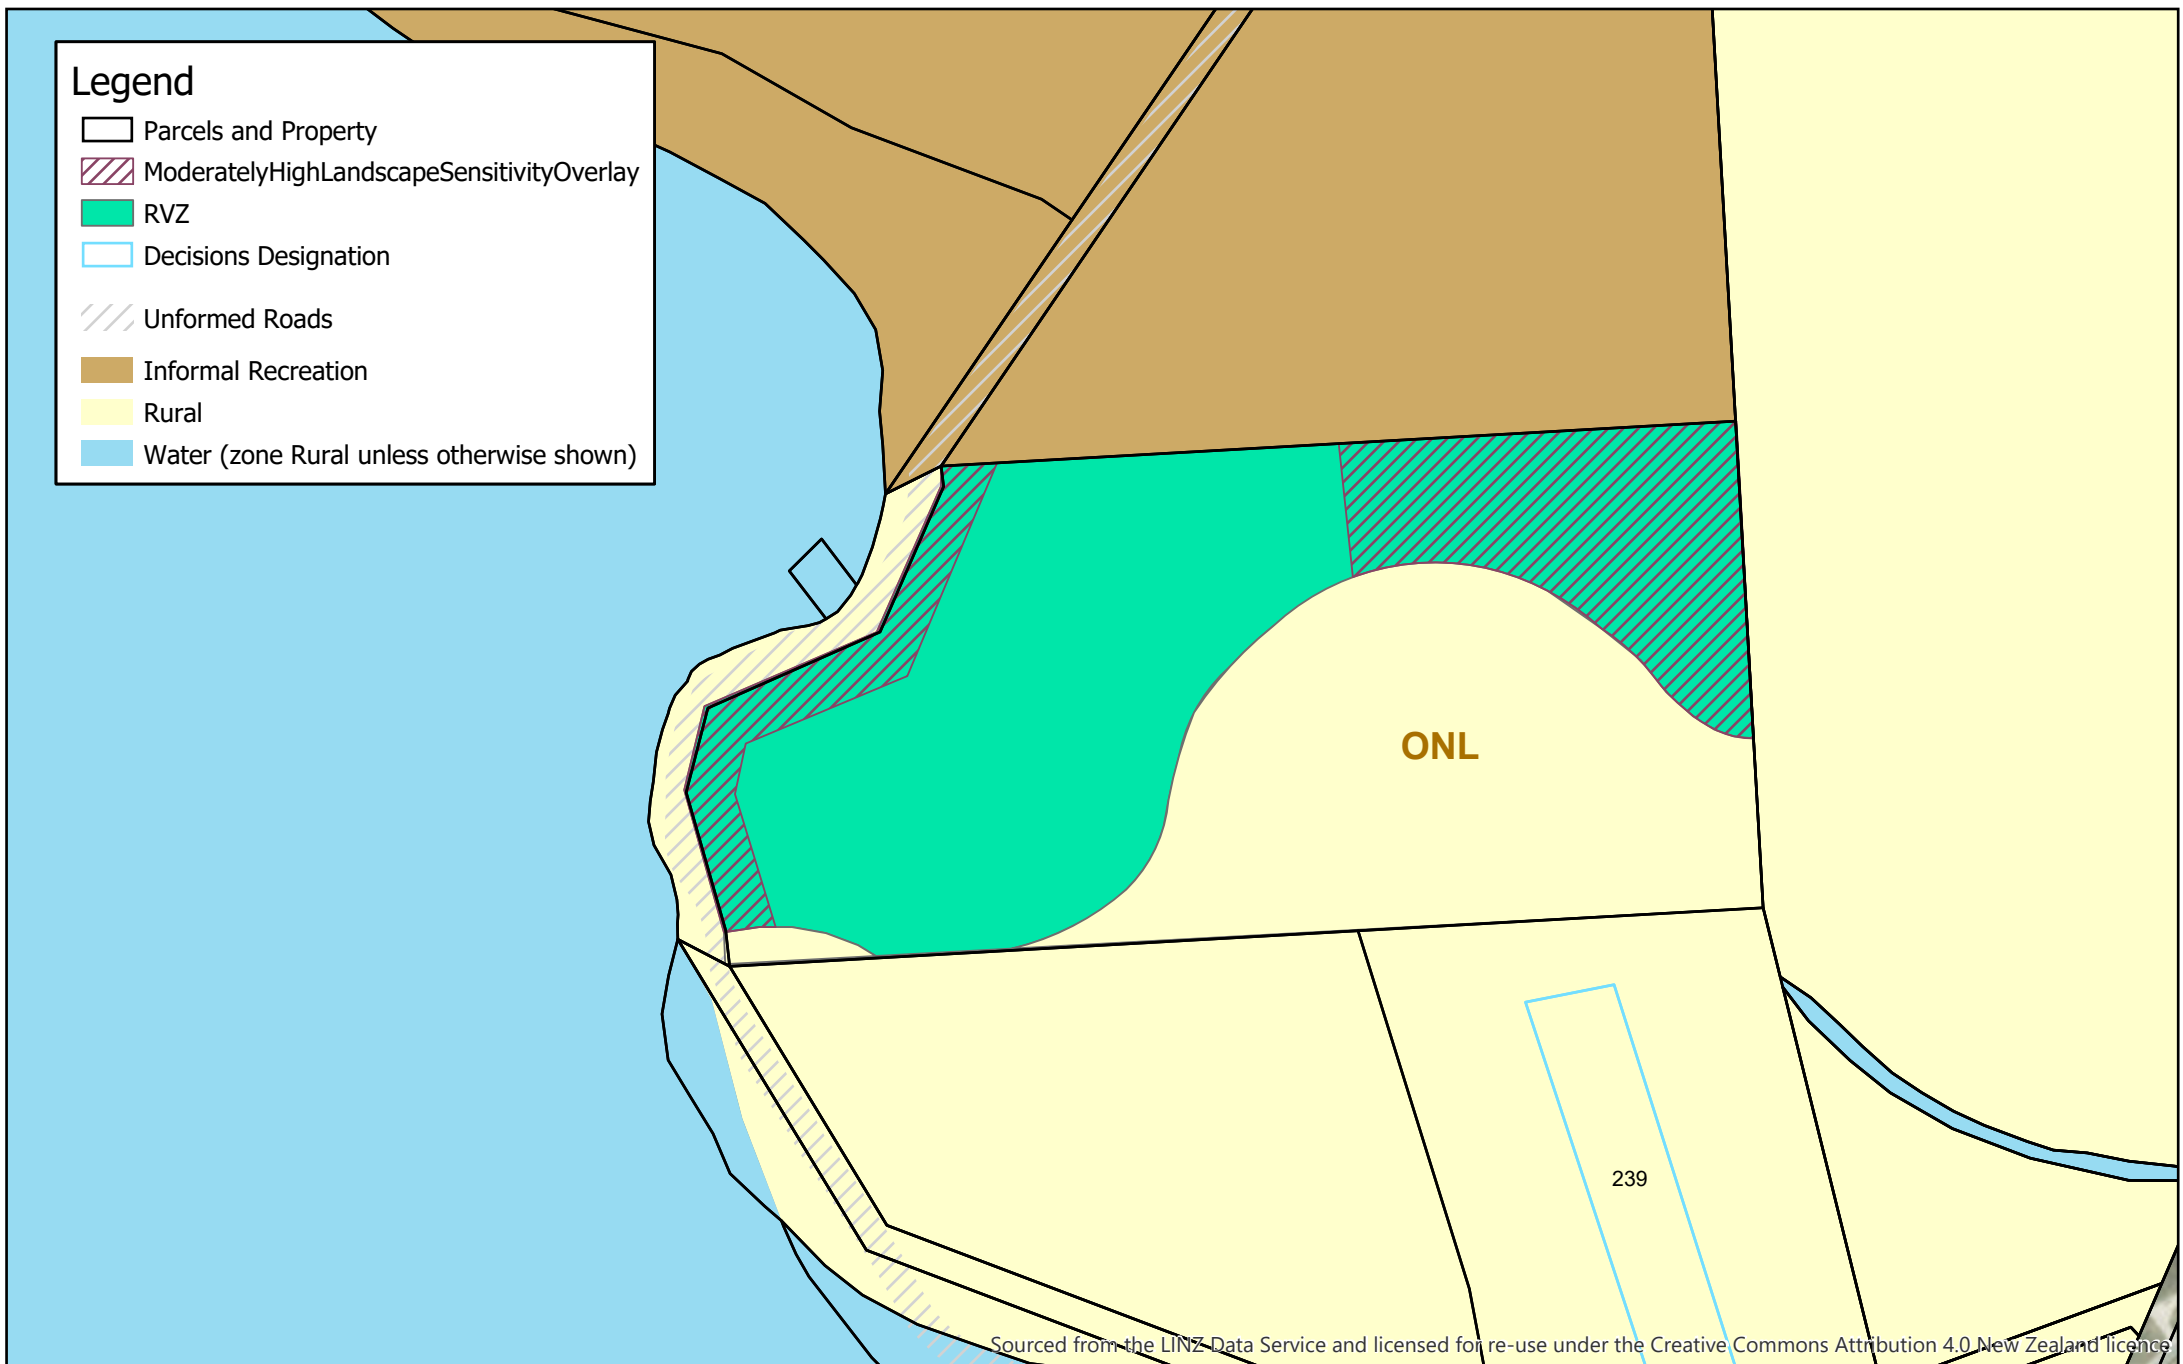 Legend
Parcels and Property
ModeratelyHighLandscapeSensitivityOverlay
RVZ
Decisions Designation
Unformed Roads
Informal Recreation
Rural
Water (zone Rural unless otherwise shown)
ONL
239
Sourced from the LINZ Data Service and licensed for re-use under the Creative Commons Attribution 4.0 New Zealand licence